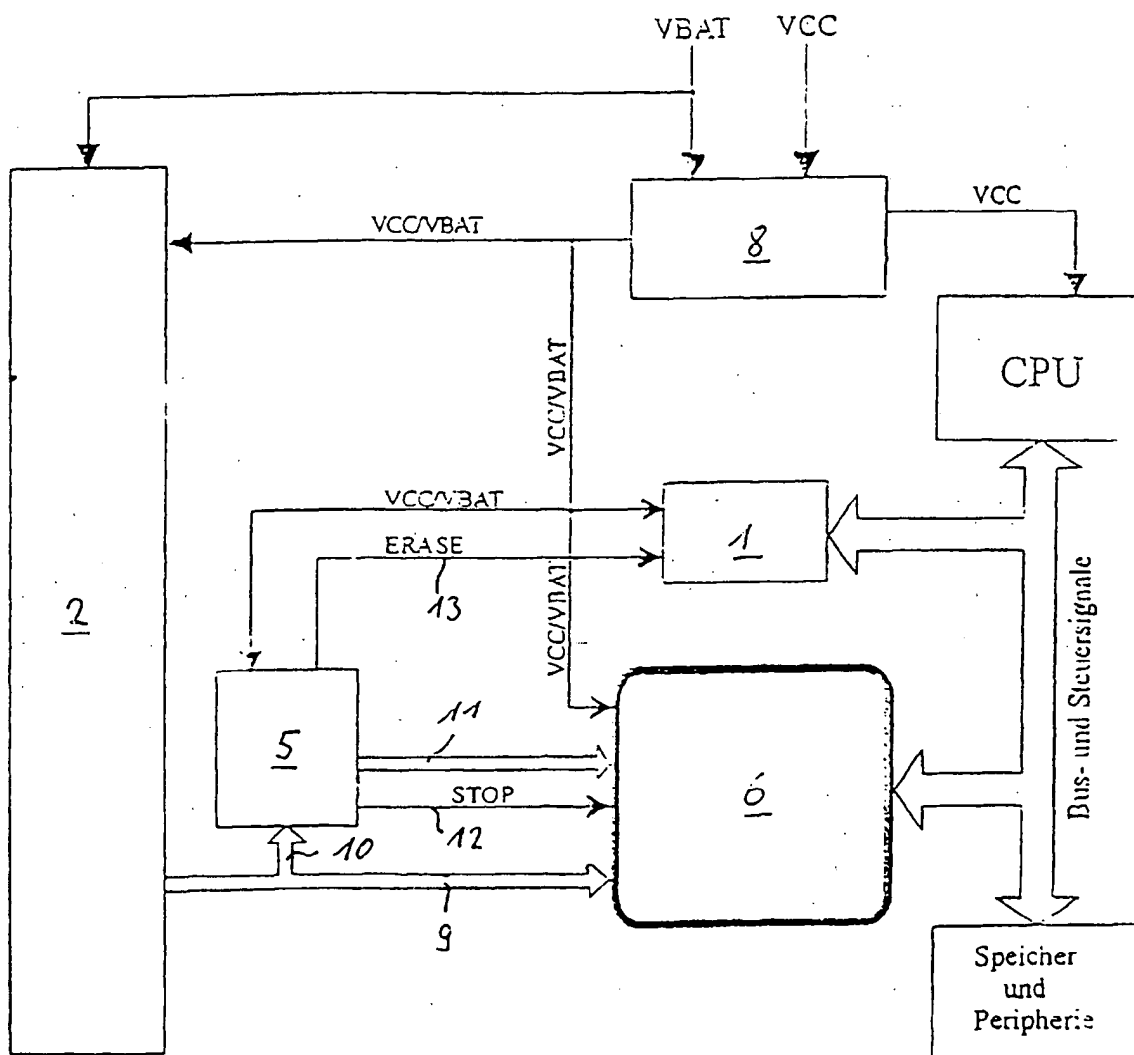 VBAT VCC
VCC
VCC/VBAT
8
CPU
VCC/VBAT
VCC/VBAT
ERASE
1
13
VCC/VBAT
2
Bus- und Steuersignale
11
5
STOP
6
12
10
9
Speicher
und
Peripherie